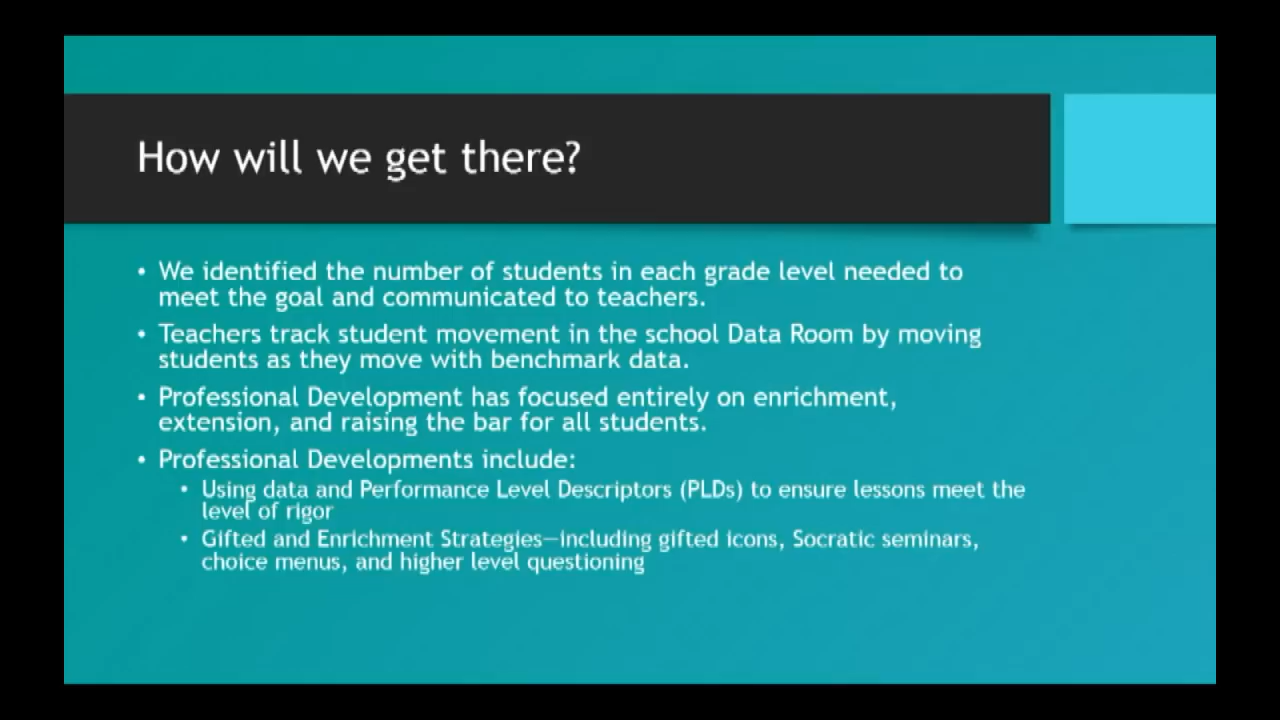 How will we get there?
• We identified the number of students in each grade level needed to
meet the goal and communicated to teachers.
• Teachers track student movement in the school Data Room by moving
students as they move with benchmark data.
• Professional Development has focused entirely on enrichment,
extension, and raising the bar for all students.
• Professional Developments include:
• Using data and Performance Level Descriptors (PLDs) to ensure lessons meet the
level of rigor
• Gifted and Enrichment Strategies—including gifted icons, Socratic seminars,
choice menus, and higher level questioning